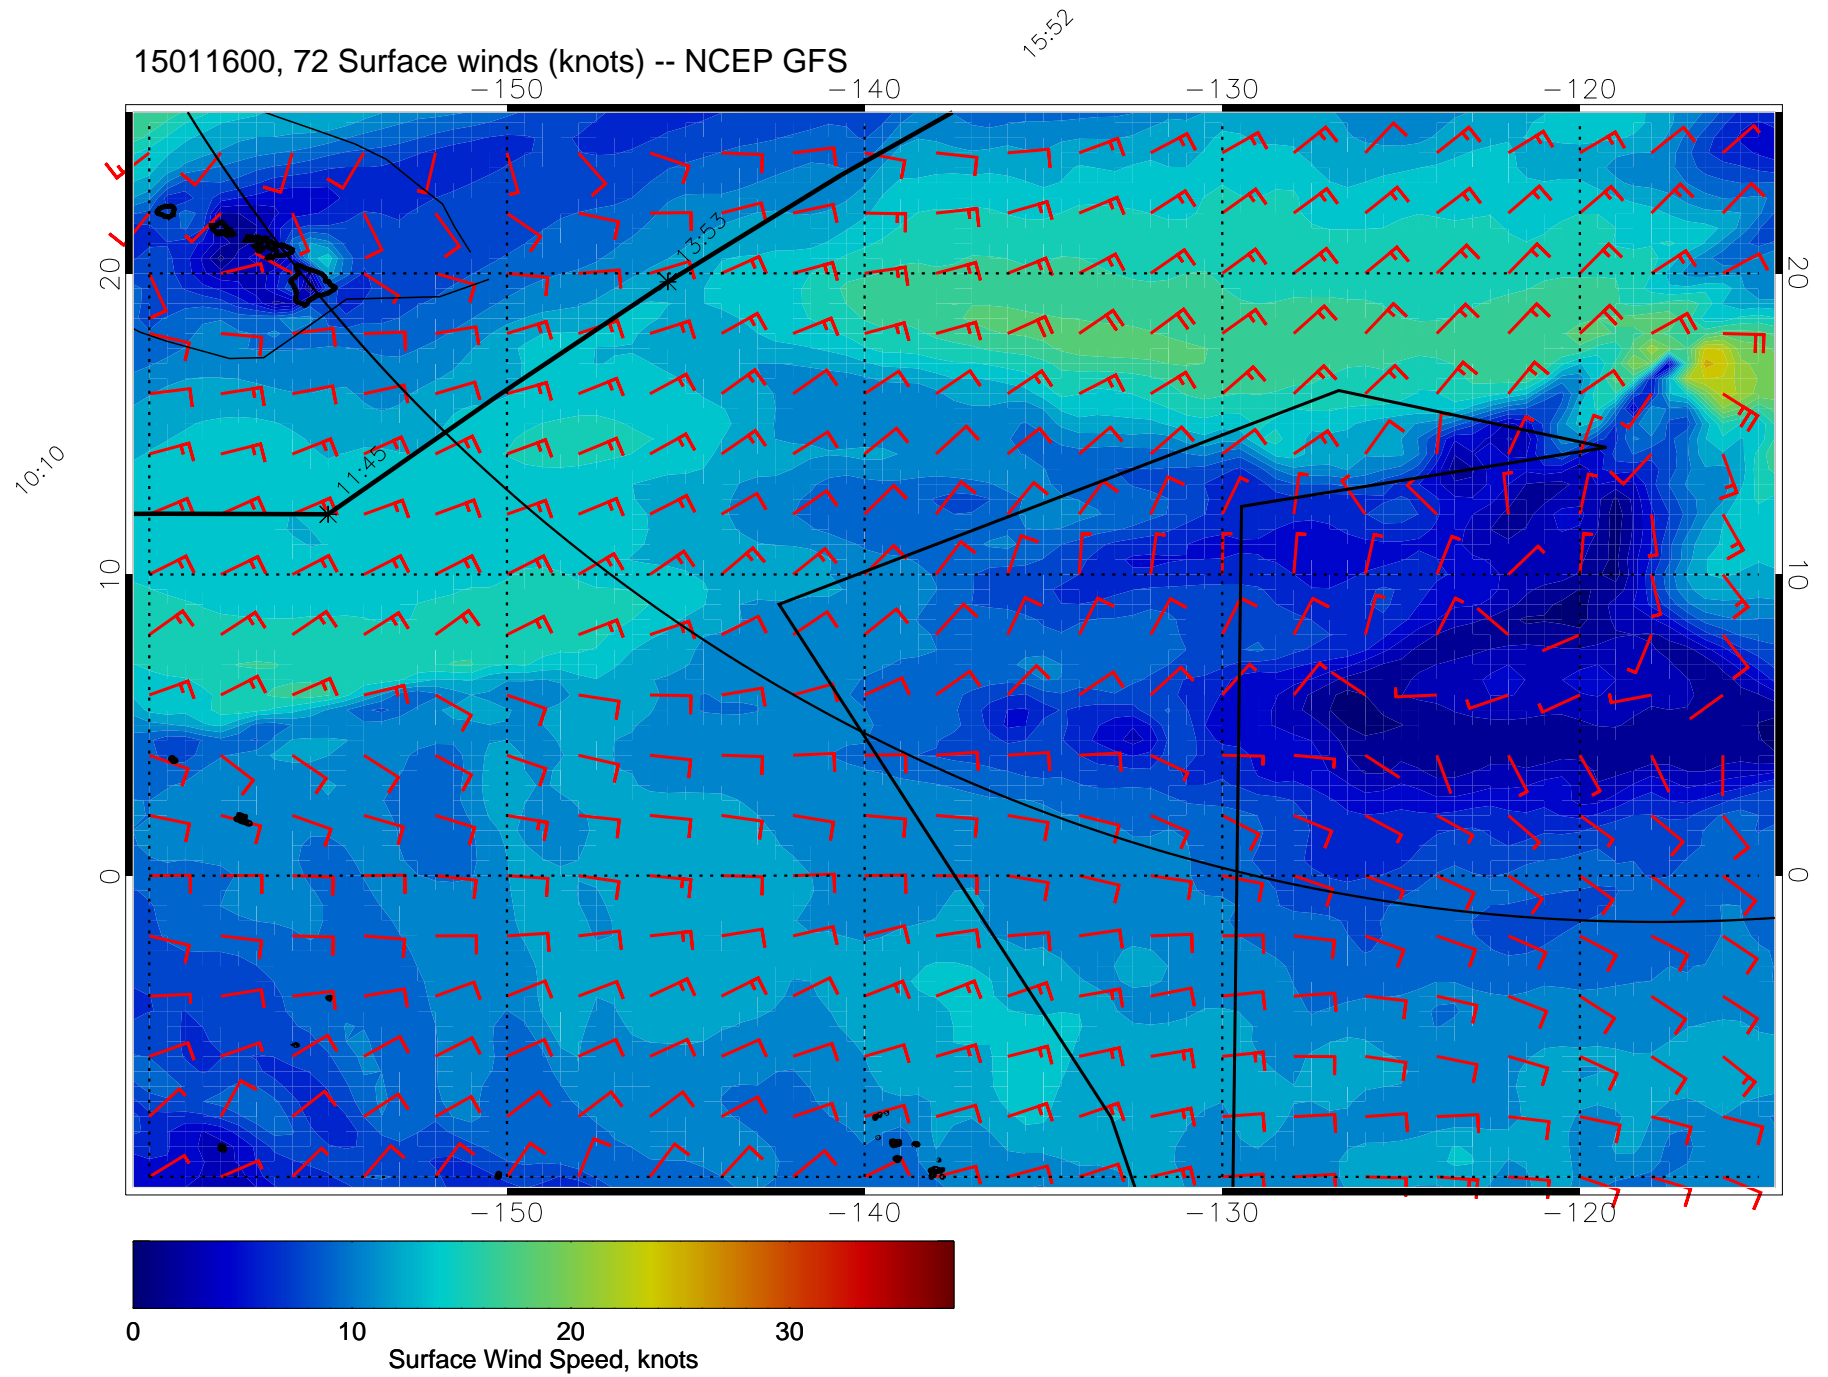 15:52
15011600, 72 Surface winds (knots) -- NCEP GFS
-150 -140 -130 -120
13:53
20 20
11:45
10:10
10 10
0 0
-150 -140 -130 -120
0 10 20 30
Surface Wind Speed, knots